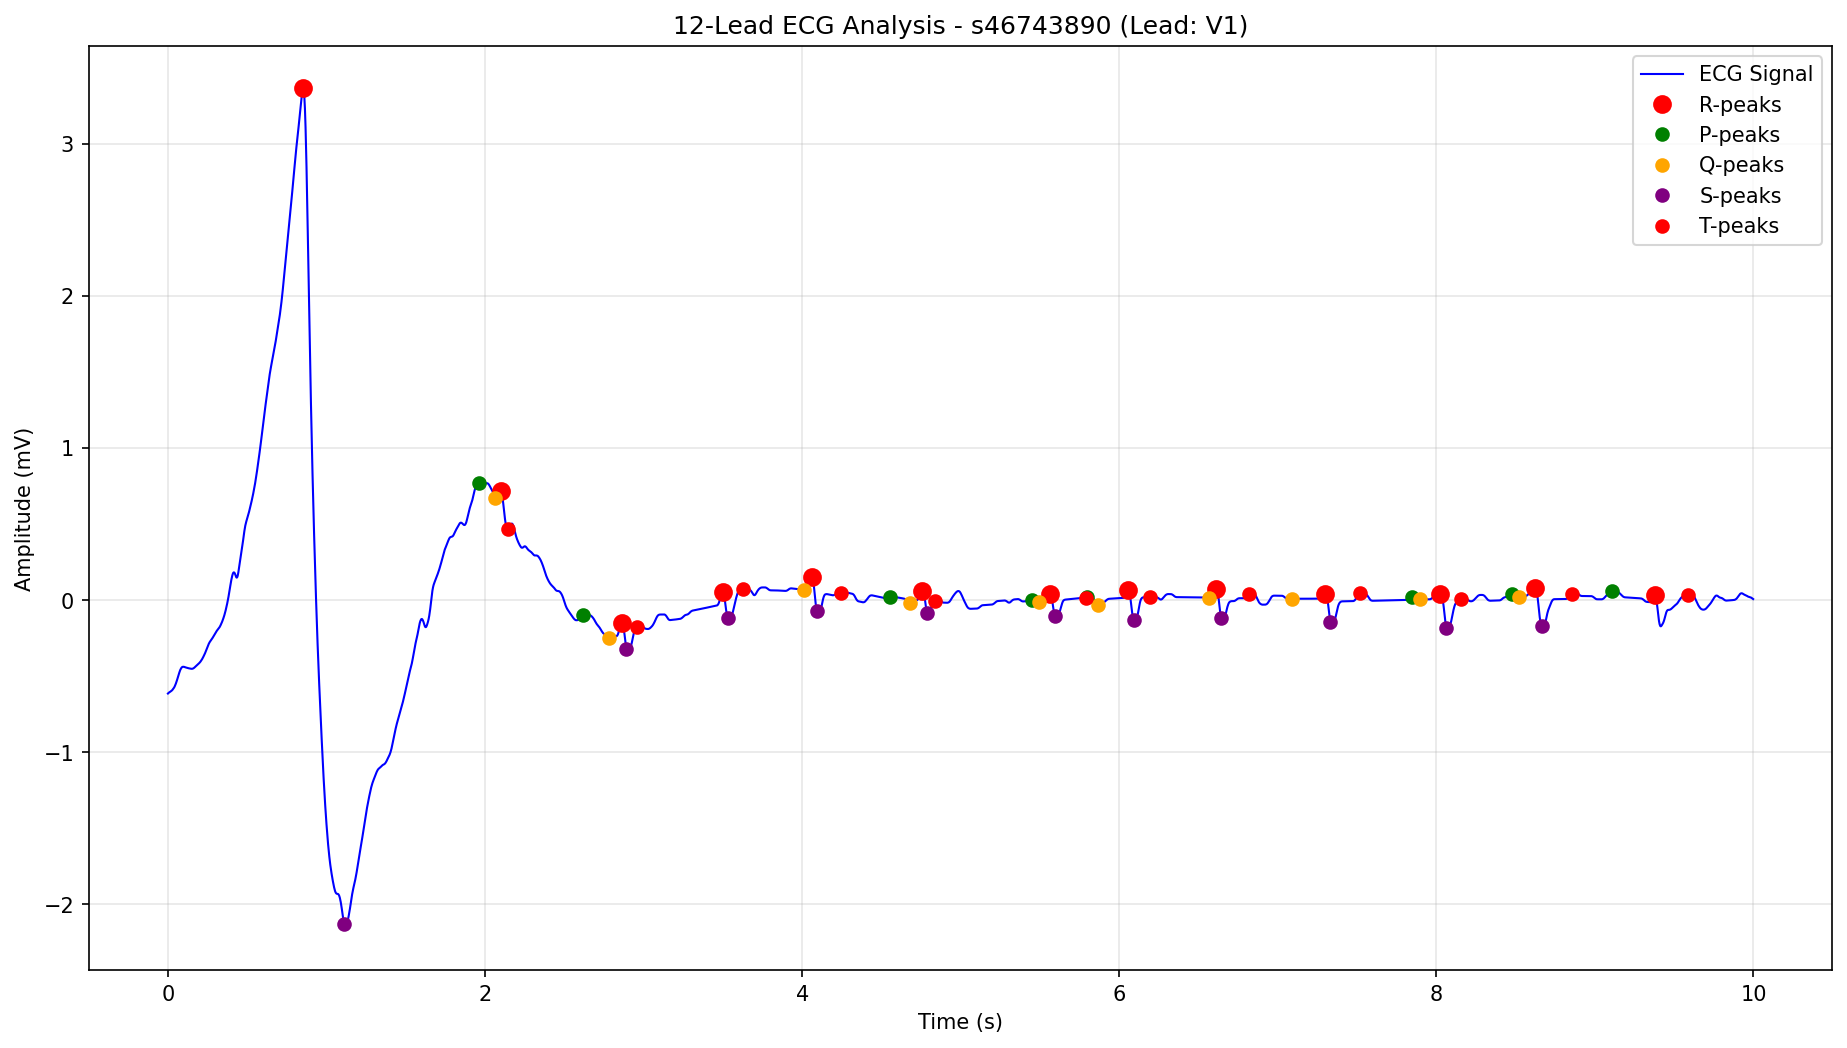 12-Lead ECG Analysis - s46743890 (Lead: V1)
ECG Signal
R-peaks
P-peaks
Q-peaks
S-peaks
T-peaks
Amplitude (mV)
3
2
1
0
−1
−2
0 2 4 6 8 10
Time (s)